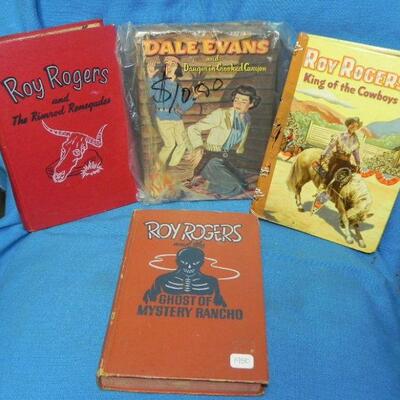 Roy Rogers
and
The Rimrod Renegades
DALE EVANS
and
Danger in Crooked Canyon
$10.00
ROY ROGERS
King of the Cowboys
ROY ROGERS
and the
GHOST OF
MYSTERY RANCHO
1950